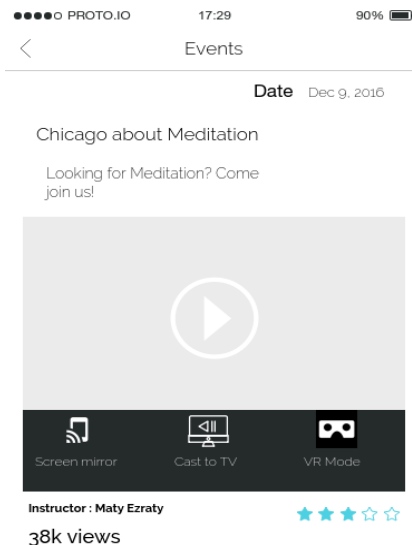 PROTO.IO 17:29 90%
Events
Date Dec 9, 2016
Chicago about Meditation
Looking for Meditation? Come
join us!
Screen mirror Cast to TV VR Mode
Instructor : Maty Ezraty
38k views